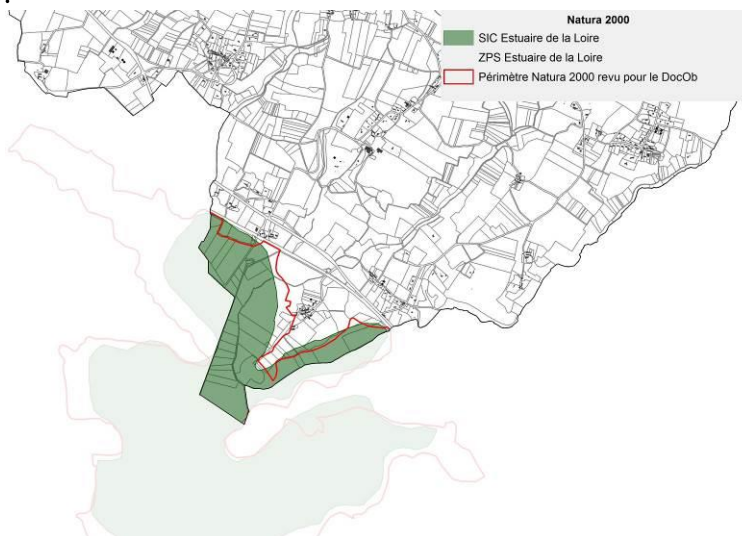 Natura 2000
SIC Estuaire de la Loire
ZPS Estuaire de la Loire
Périmètre Natura 2000 revu pour le DocOb